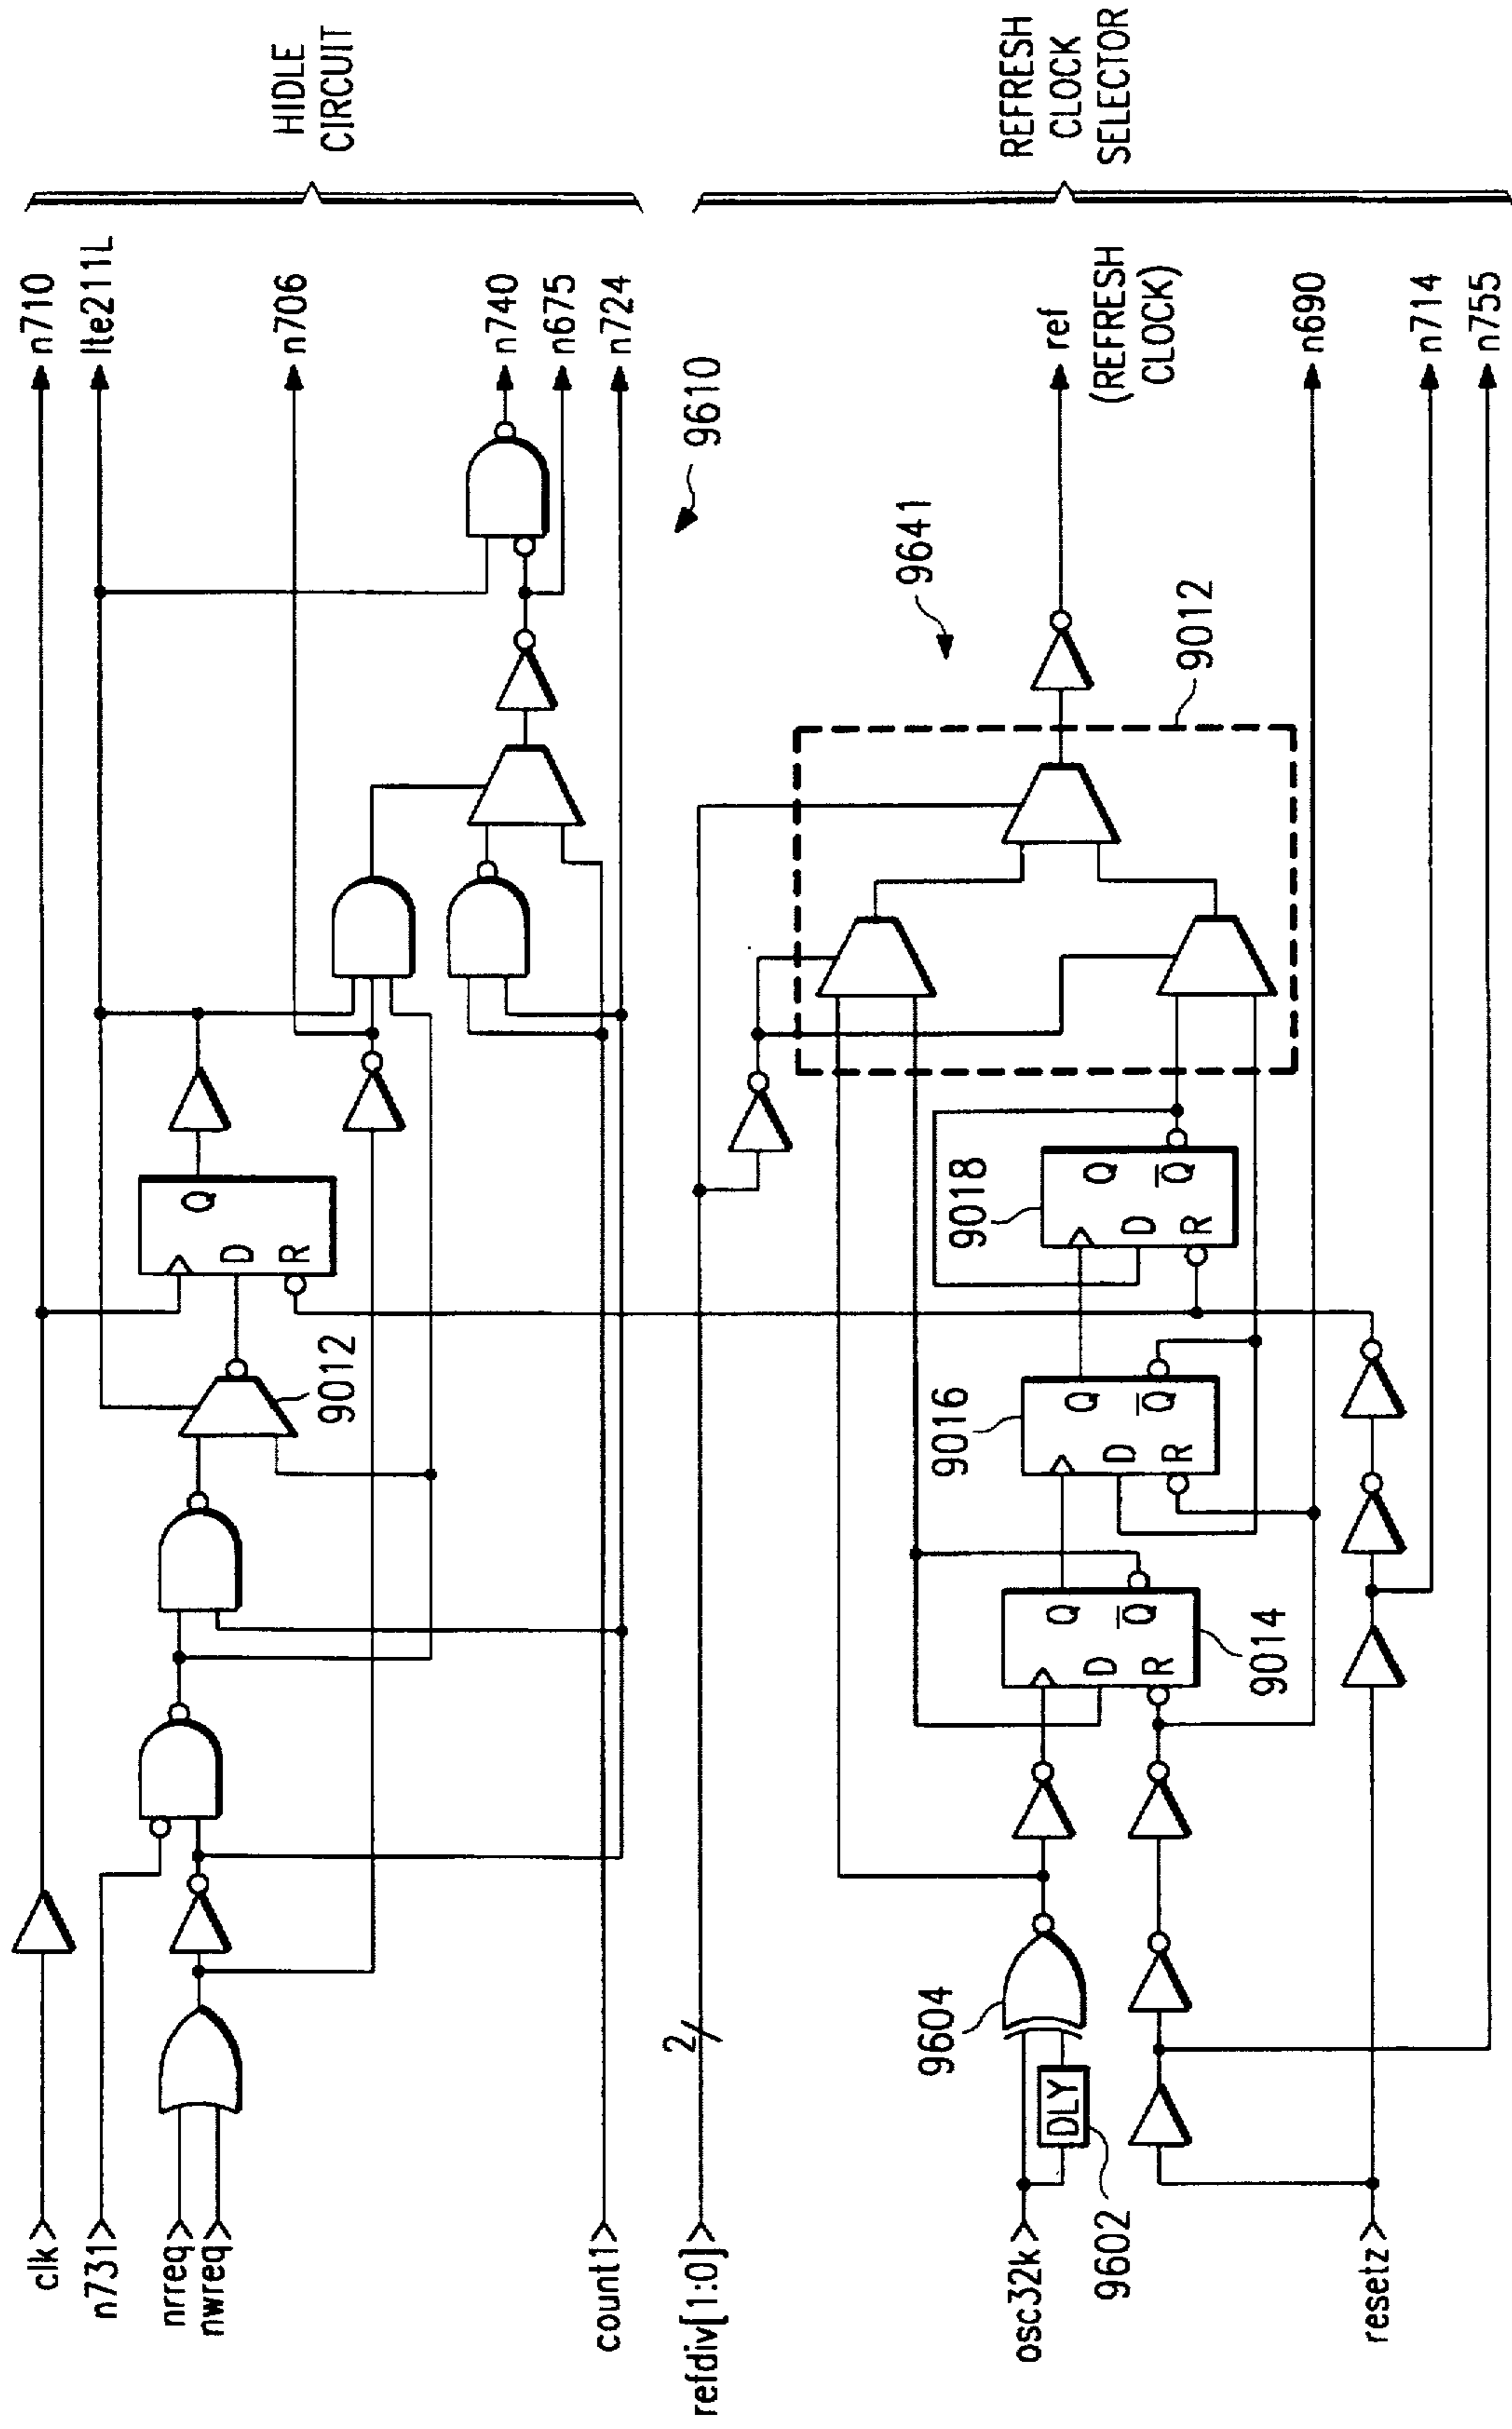 clk
n731
nrreq
nwreq
count1
9012
Q
D
R
n710
lte211L
n706
n740
n675
n724
HIDLE
CIRCUIT
9610
refdiv[1:0]
2
osc32k
DLY
9602
9604
resetz
Q
D
Q
R
9014
9016
Q
D
Q
R
9018
Q
D
Q
R
9641
9012
ref
(REFRESH
CLOCK)
n690
n714
n755
REFRESH
CLOCK
SELECTOR